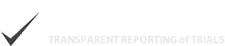 TRANSPARENT REPORTING of TRIALS